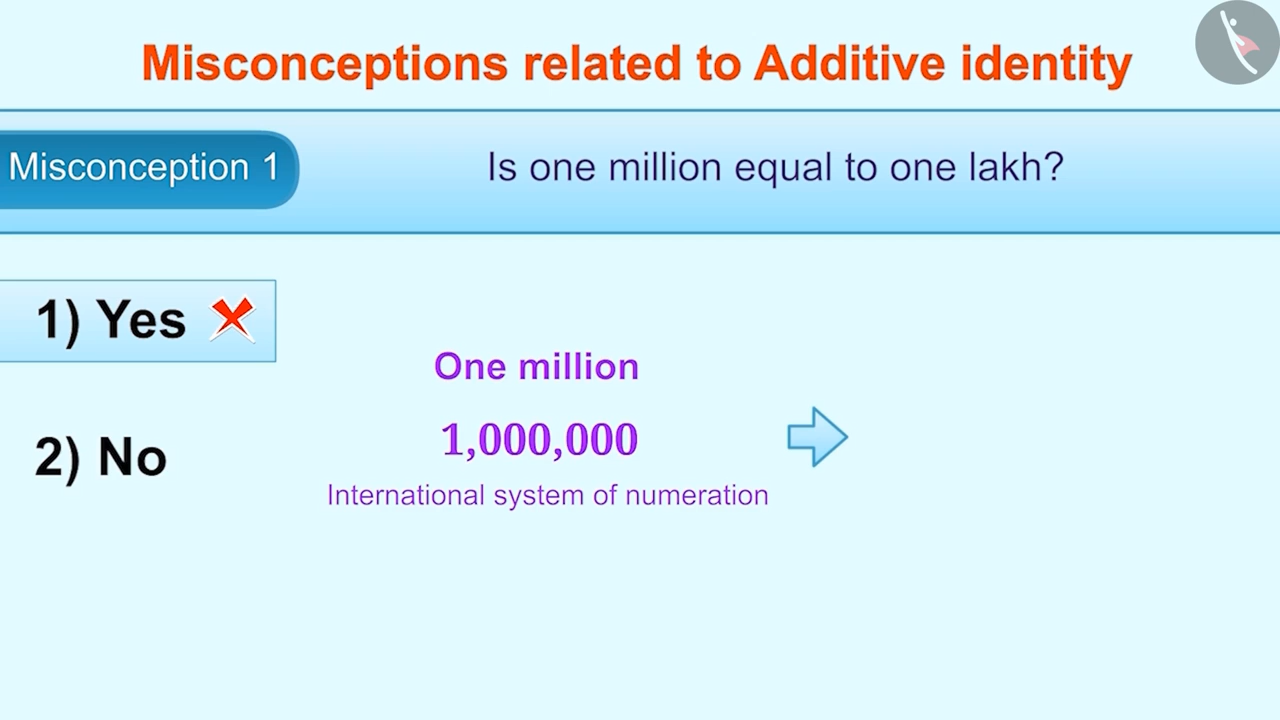 Misconceptions related to Additive identity
Misconception 1
Is one million equal to one lakh?
1) Yes
One million
1,000,000
2) No
International system of numeration